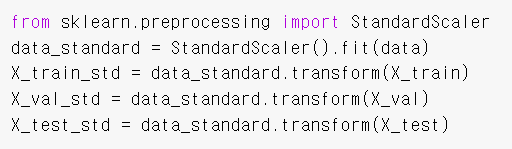 from sklearn.preprocessing import StandardScaler
data_standard = StandardScaler().fit(data)
X_train_std = data_standard.transform(X_train)
X_val_std = data_standard.transform(X_val)
X_test_std = data_standard.transform(X_test)